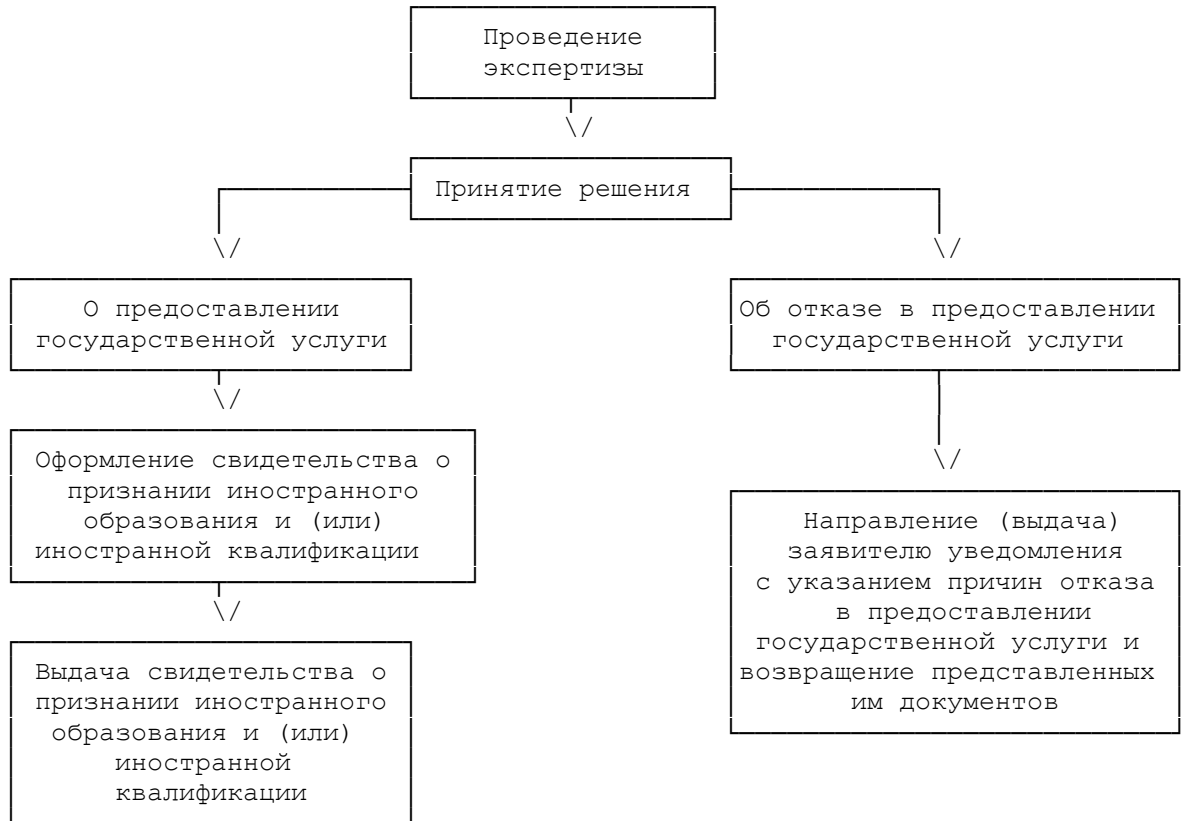 Проведение
экспертизы
Принятие решения
О предоставлении
государственной услуги
Об отказе в предоставлении
государственной услуги
Оформление свидетельства о
признании иностранного
образования и (или)
иностранной квалификации
Направление (выдача)
заявителю уведомления
с указанием причин отказа
в предоставлении
государственной услуги и
возвращение представленных
им документов
Выдача свидетельства о
признании иностранного
образования и (или)
иностранной
квалификации